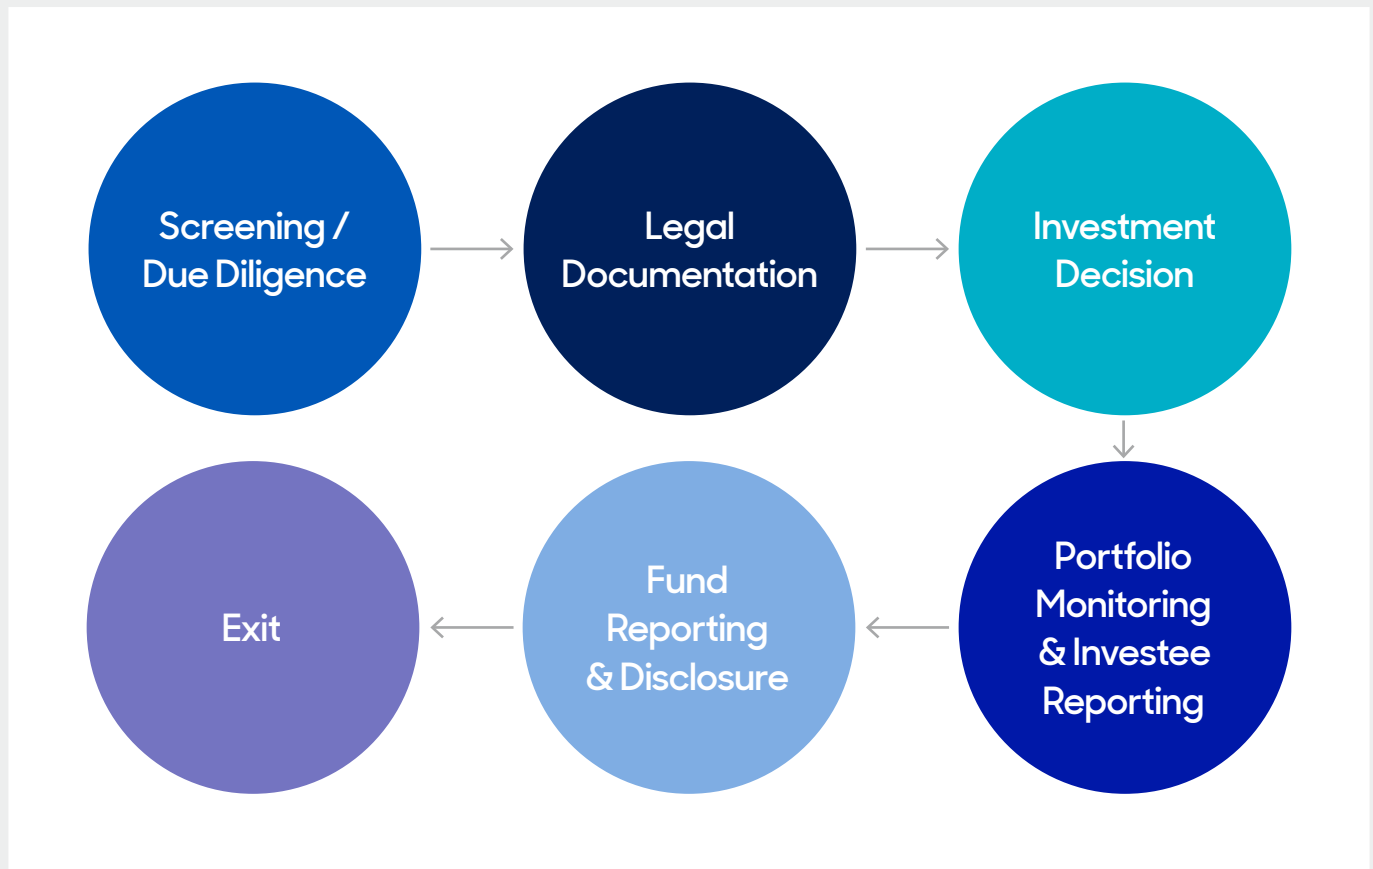 Screening /
Due Diligence
Legal
Documentation
Investment
Decision
Portfolio
Monitoring
& Investee
Reporting
Fund
Reporting
& Disclosure
Exit